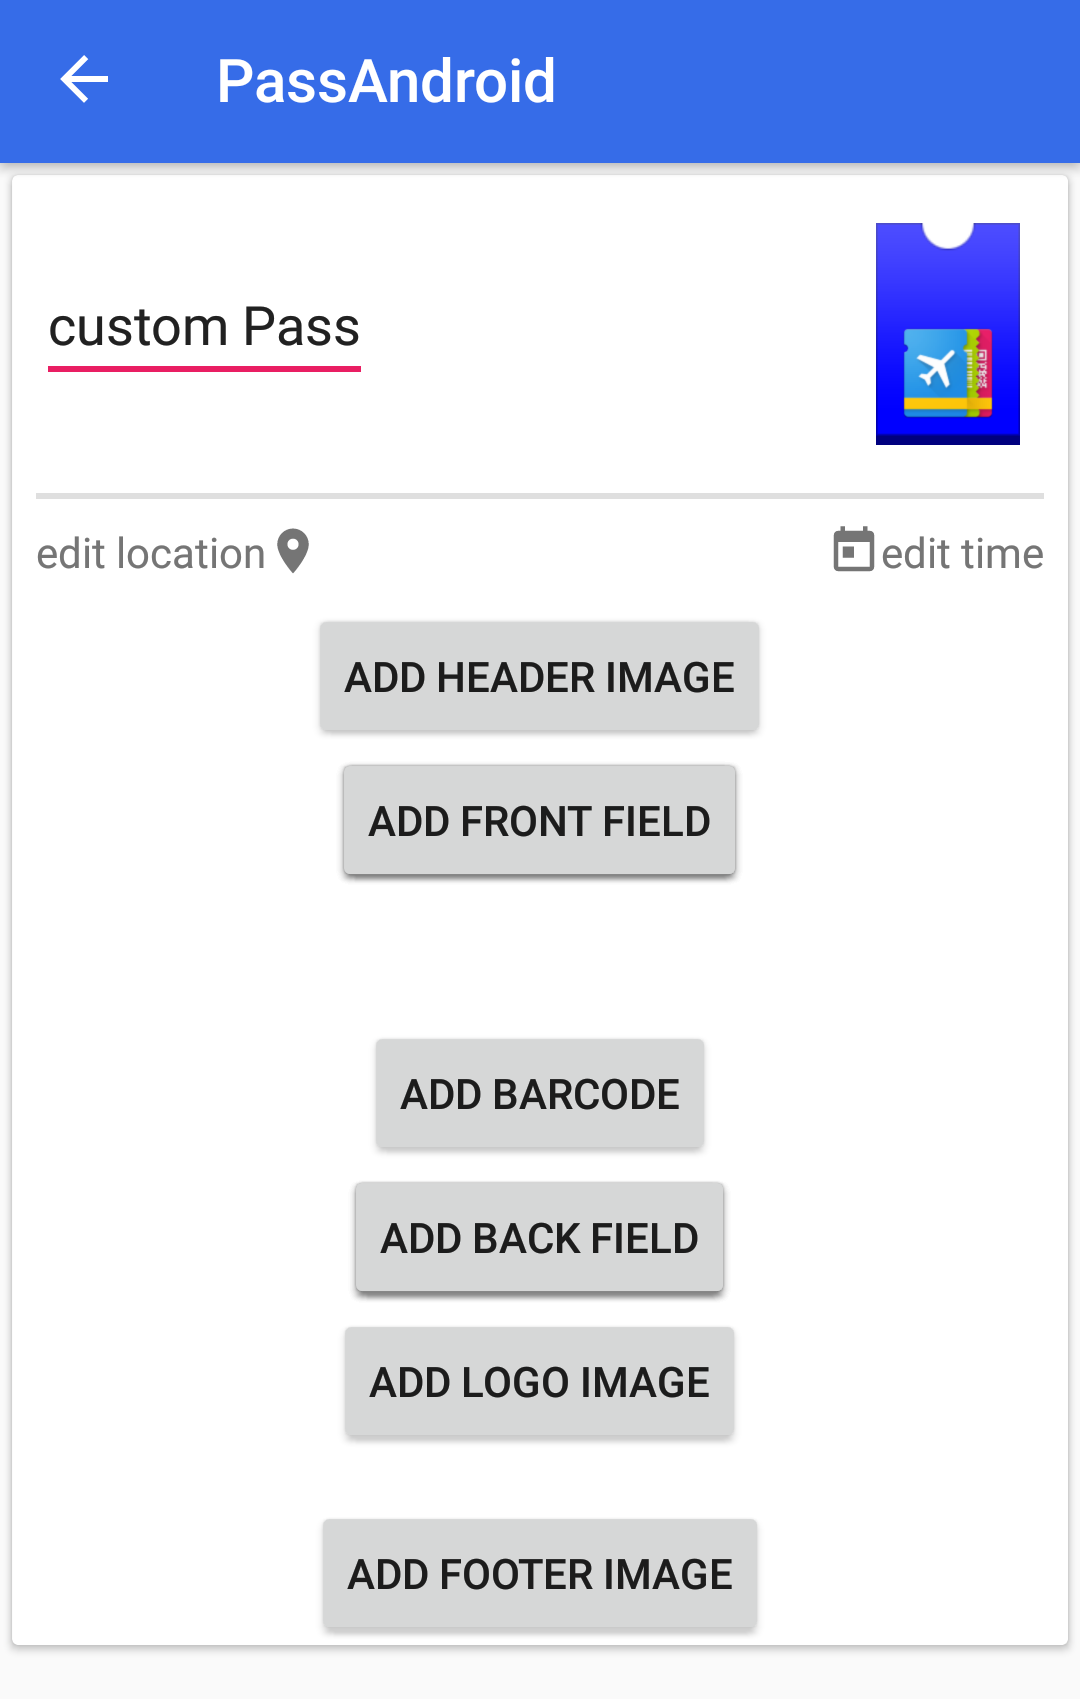 PassAndroid
custom Pass
edit location
edit time
ADD HEADER IMAGE
ADD FRONT FIELD
ADD BARCODE
ADD BACK FIELD
ADD LOGO IMAGE
ADD FOOTER IMAGE